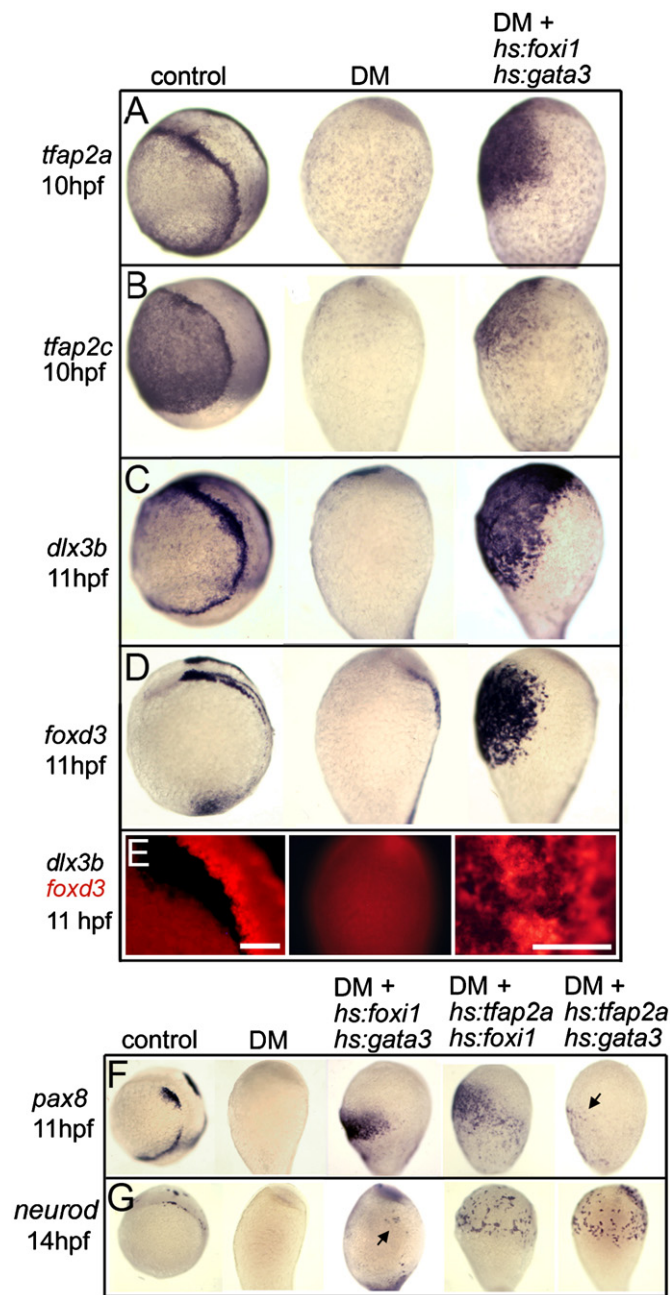 DM +
hs:foxi1
control DM hs:gata3
A
tfap2a
10hpf
B
tfap2c
10hpf
C
dlx3b
11hpf
D
foxd3
11hpf
E
dlx3b
foxd3
11 hpf
DM + DM + DM +
hs:foxi1 hs:tfap2a hs:tfap2a
control DM hs:gata3 hs:foxi1 hs:gata3
F
pax8
11hpf
G
neurod
14hpf